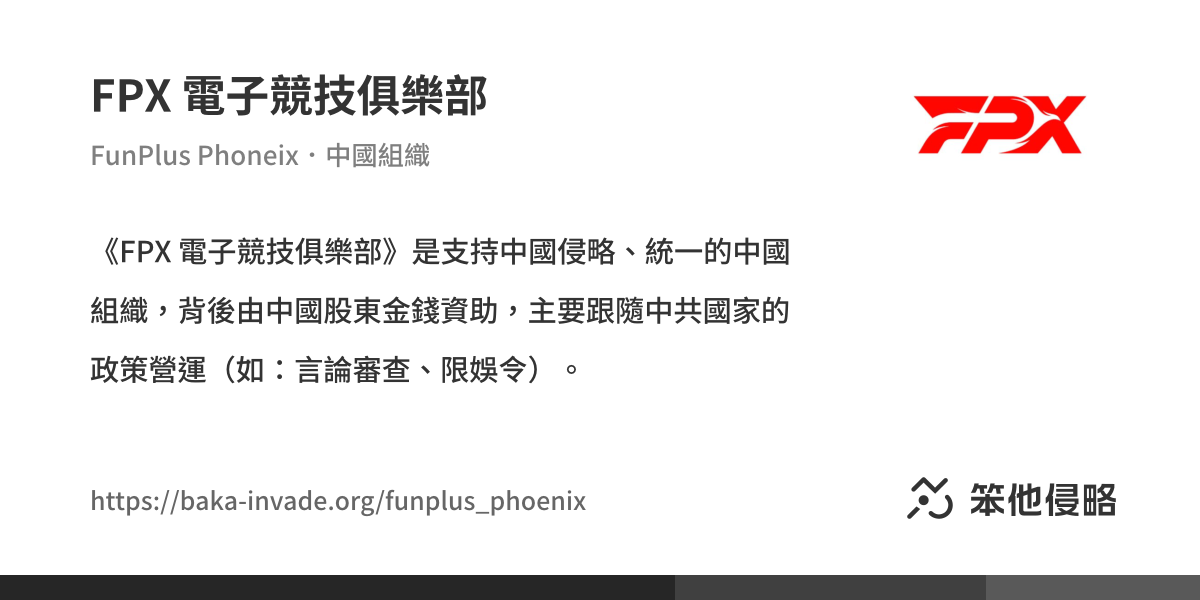 FPX 電子競技俱樂部
FPX
FunPlus Phoneix・中國組織
《FPX 電子競技俱樂部》是支持中國侵略、統一的中國
組織，背後由中國股東金錢資助，主要跟隨中共國家的
政策營運（如：言論審查、限娛令）。
https://baka-invade.org/funplus_phoenix
笨他侵略